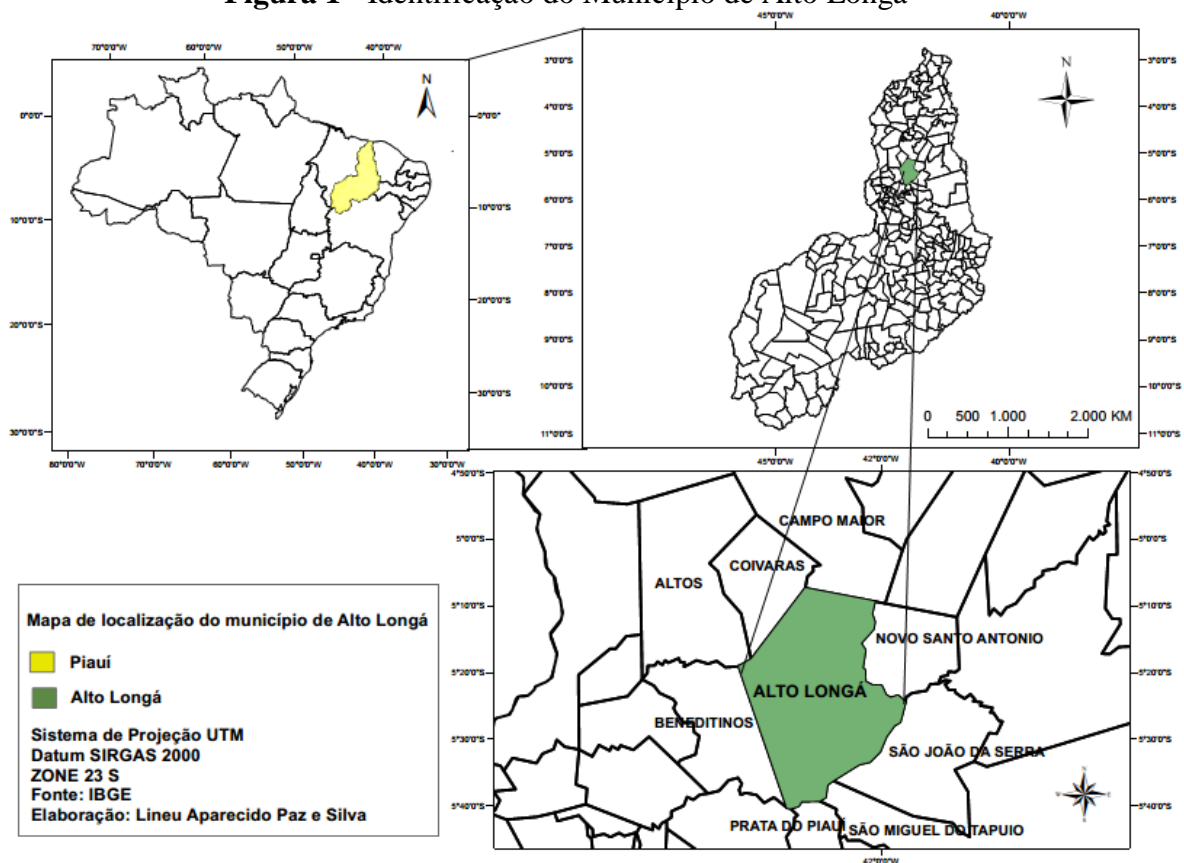 Figura 1 - Identificação do Município de Alto Longá
70°0'0"W 60°0'0"W 50°0'0"W 40°0'0"W
0°0'0" 0°0'0"
10°0'0"S 10°0'0"S
20°0'0"S 20°0'0"S
30°0'0"S 30°0'0"S
80°0'0"W 70°0'0"W 60°0'0"W 50°0'0"W 40°0'0"W 30°0'0"W
N
45°0'0"W 40°0'0"W
3°0'0"S 3°0'0"S
4°0'0"S 4°0'0"S
5°0'0"S 5°0'0"S
6°0'0"S 6°0'0"S
7°0'0"S 7°0'0"S
8°0'0"S 8°0'0"S
9°0'0"S 9°0'0"S
10°0'0"S 10°0'0"S
11°0'0"S 11°0'0"S
N
0 500 1.000 2.000 KM
45°0'0"W 42°0'0"W 40°0'0"W
4°50'0"S 4°50'0"S
5°0'0"S 5°0'0"S
5°10'0"S 5°10'0"S
5°20'0"S 5°20'0"S
5°30'0"S 5°30'0"S
5°40'0"S 5°40'0"S
CAMPO MAIOR
COIVARAS
ALTOS
NOVO SANTO ANTONIO
ALTO LONGÁ
BENEDITINOS
SÃO JOÃO DA SERRA
PRATA DO PIAUÍ
SÃO MIGUEL DO TAPUIO
42°0'0"W
Mapa de localização do município de Alto Longá
Piauí
Alto Longá
Sistema de Projeção UTM
Datum SIRGAS 2000
ZONE 23 S
Fonte: IBGE
Elaboração: Lineu Aparecido Paz e Silva